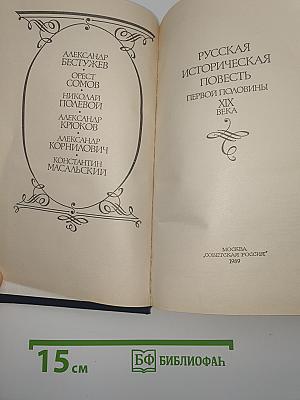 АЛЕКСАНДР
БЕСТУЖЕВ
ОРЕСТ
СОМОВ
НИКОЛАЙ
ПОЛЕВОЙ
АЛЕКСАНДР
КРЮКОВ
АЛЕКСАНДР
КОРНИЛОВИЧ
КОНСТАНТИН
МАСАЛЬСКИЙ
РУССКАЯ
ИСТОРИЧЕСКАЯ
ПОВЕСТЬ
ПЕРВОЙ ПОЛОВИНЫ
XIX
ВЕКА
МОСКВА
„СОВЕТСКАЯ РОССИЯ"
1989
15 см
БФ БИБЛИОФАН